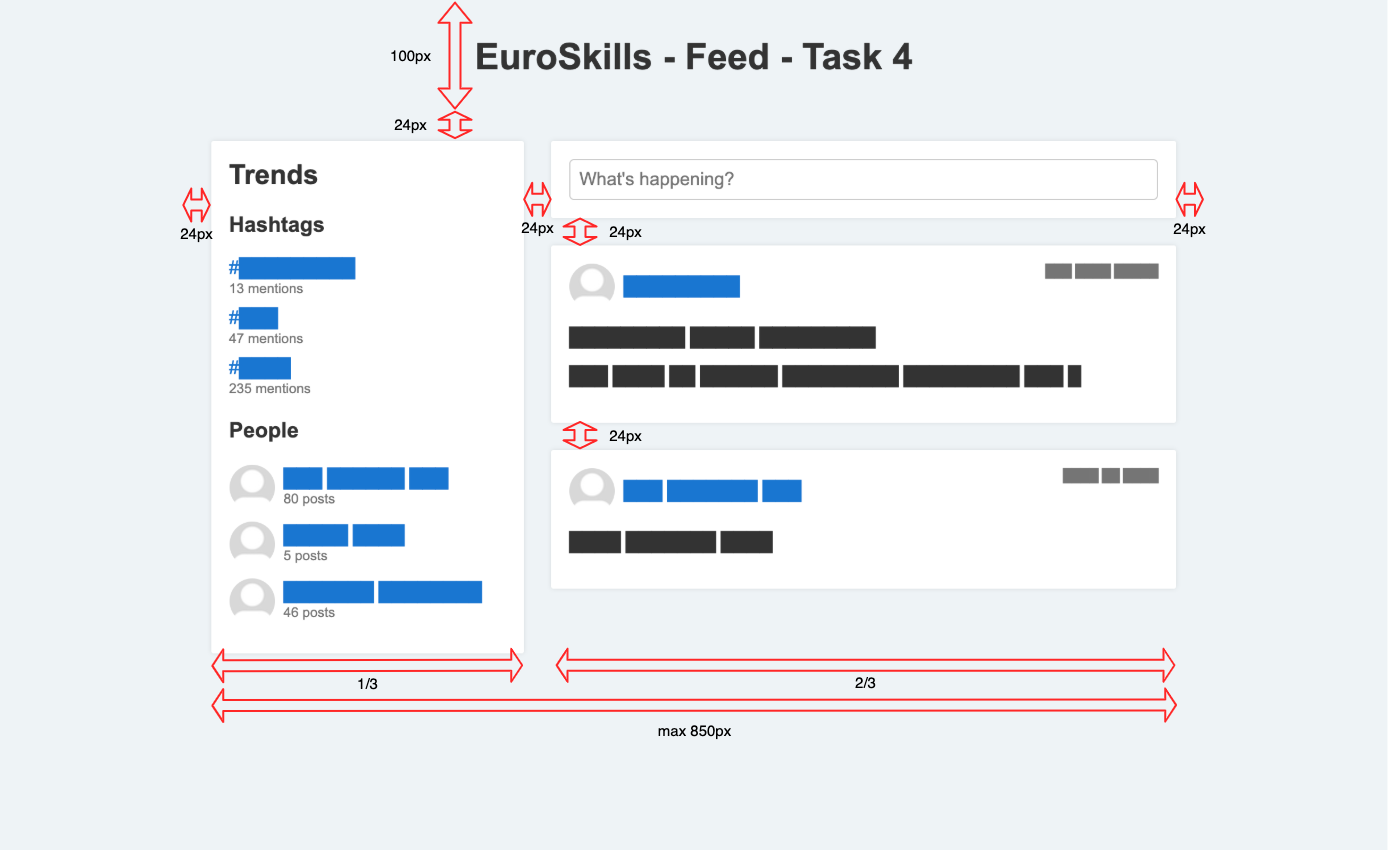 100px
EuroSkills - Feed - Task 4
24px
Trends
Hashtags
#
13 mentions
#
47 mentions
#
235 mentions
People
80 posts
5 posts
46 posts
24px
24px
What's happening?
24px
24px
24px
1/3
2/3
max 850px